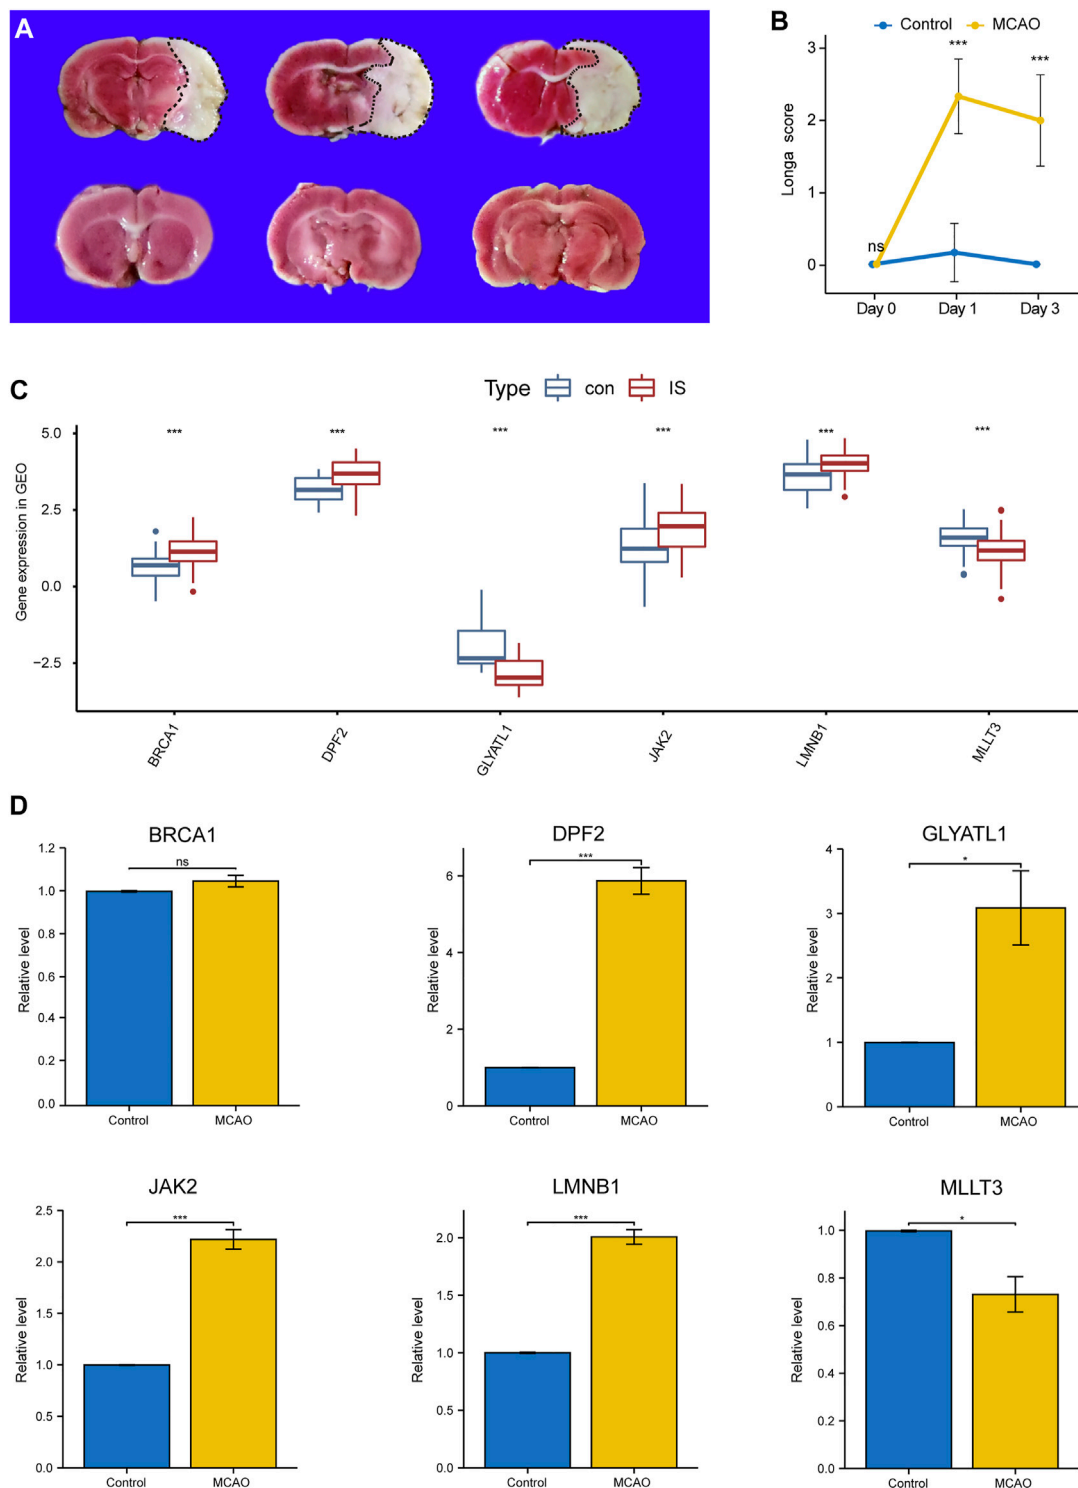 A
B
Control
MCAO
3
2
1
0
Longa score
***
***
ns
Day 0
Day 1
Day 3
C
Type
con
IS
5.0
2.5
0.0
−2.5
Gene expression in GEO
***
***
***
***
***
***
BRCA1
DPF2
GLYATL1
JAK2
LMNB1
MLLT3
D
BRCA1
1.2
1.0
0.8
0.6
0.4
0.2
0.0
Relative level
ns
Control
MCAO
DPF2
6
4
2
0
Relative level
***
Control
MCAO
GLYATL1
4
3
2
1
0
Relative level
*
Control
MCAO
JAK2
2.5
2.0
1.5
1.0
0.5
0.0
Relative level
***
Control
MCAO
LMNB1
2.0
1.5
1.0
0.5
0.0
Relative level
***
Control
MCAO
MLLT3
1.0
0.8
0.6
0.4
0.2
0.0
Relative level
*
Control
MCAO